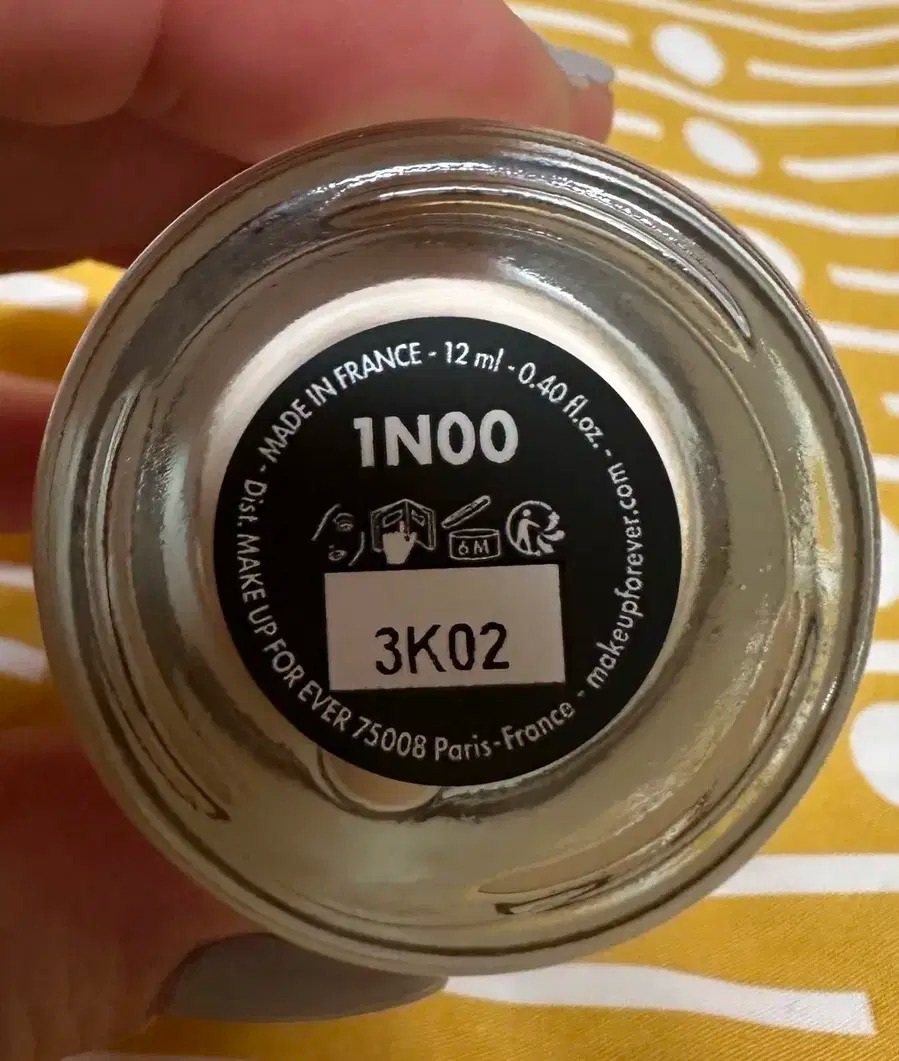 MADE IN FRANCE - 12 ml - 0.40 fl.oz. - makeupforever.com
1N00
6M
3K02
Dist. MAKE UP FOR EVER 75008 Paris-France -